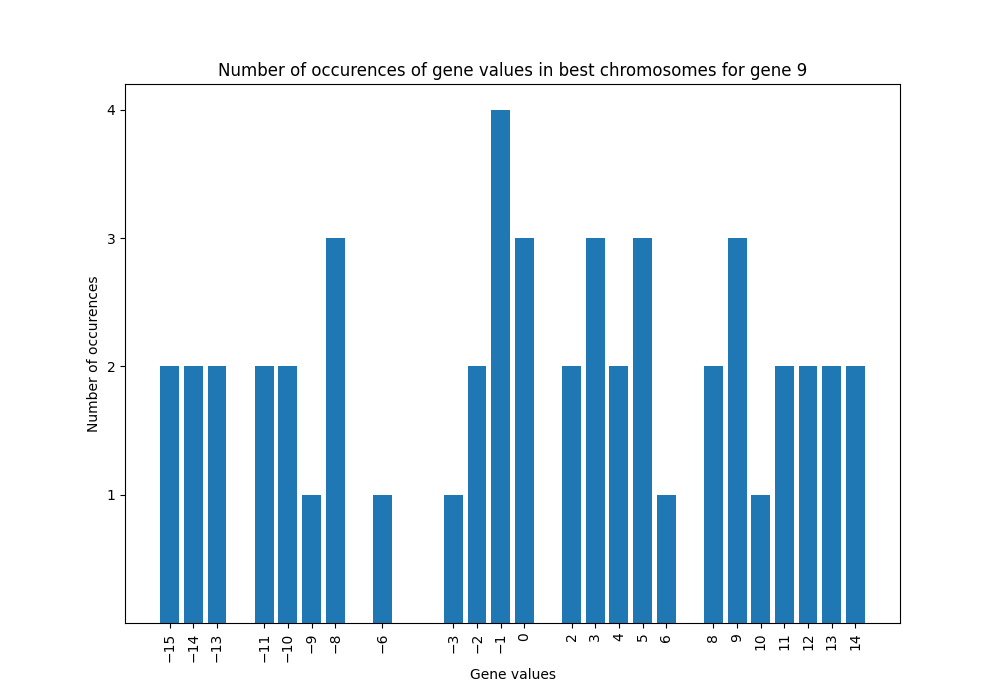 Number of occurences of gene values in best chromosomes for gene 9
Number of occurences
4
3
2
1
−15 −14 −13 −11 −10 −9 −8 −6 −3 −2 −1 0 2 3 4 5 6 8 9 10 11 12 13 14
Gene values